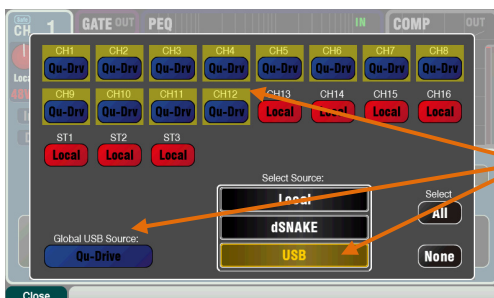 Safe
CH 1 GATE OUT PEQ IN COMP OUT
CH1 CH2 CH3 CH4 CH5 CH6 CH7 CH8
Qu-Drv Qu-Drv Qu-Drv Qu-Drv Qu-Drv Qu-Drv Qu-Drv Qu-Drv
CH9 CH10 CH11 CH12 CH13 CH14 CH15 CH16
Qu-Drv Qu-Drv Qu-Drv Qu-Drv Local Local Local Local
ST1 ST2 ST3
Local Local Local
Select Source:
Local
dSNAKE
USB
Select
All
None
Global USB Source:
Qu-Drive
Close